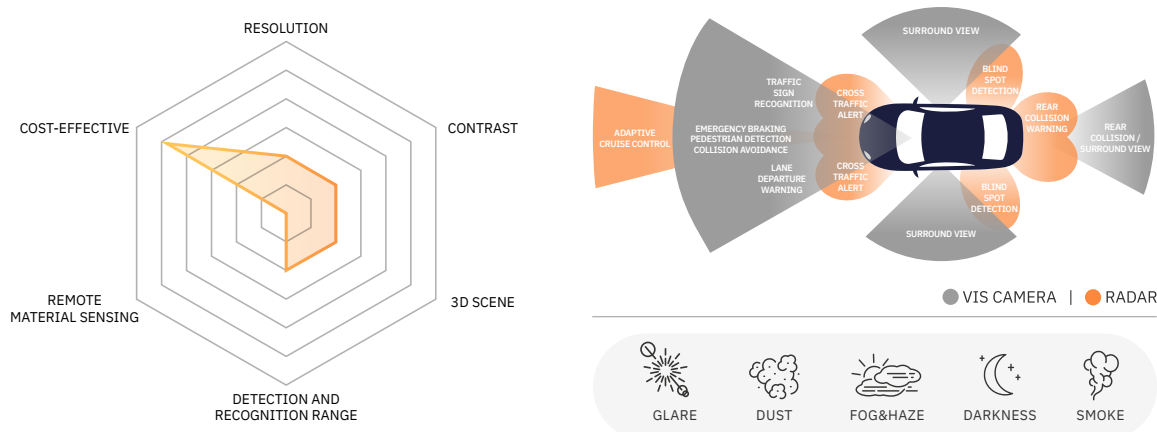 RESOLUTION
COST-EFFECTIVE
CONTRAST
REMOTE
MATERIAL SENSING
3D SCENE
DETECTION AND
RECOGNITION RANGE
SURROUND VIEW
TRAFFIC
SIGN
RECOGNITION
CROSS
TRAFFIC
ALERT
BLIND
SPOT
DETECTION
REAR
COLLISION
WARNING
ADAPTIVE
CRUISE CONTROL
EMERGENCY BRAKING
PEDESTRIAN DETECTION
COLLISION AVOIDANCE
REAR
COLLISION /
SURROUND VIEW
LANE
DEPARTURE
WARNING
CROSS
TRAFFIC
ALERT
BLIND
SPOT
DETECTION
SURROUND VIEW
VIS CAMERA | RADAR
GLARE
DUST
FOG&HAZE
DARKNESS
SMOKE